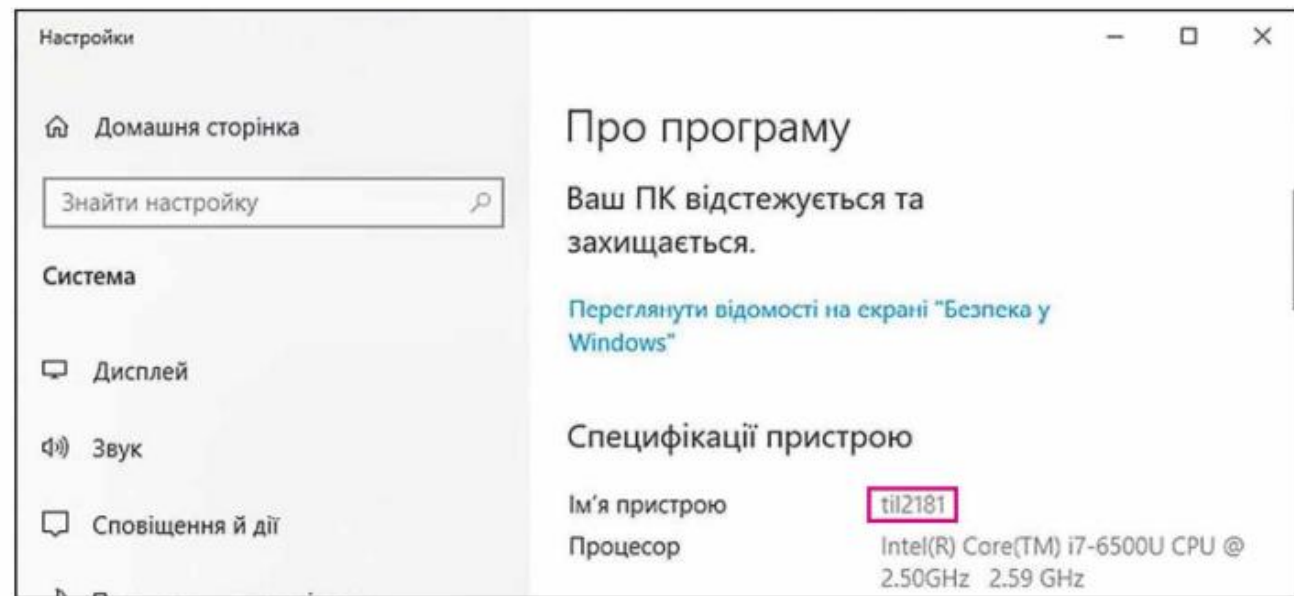 Настройки
Домашня сторінка
Знайти настройку
Система
Дисплей
Звук
Сповіщення й дії
Про програму
Ваш ПК відстежується та
захищається.
Переглянути відомості на екрані "Безпека у
Windows"
Специфікації пристрою
Ім'я пристрою til2181
Процесор Intel(R) Core(TM) i7-6500U CPU @
2.50GHz 2.59 GHz